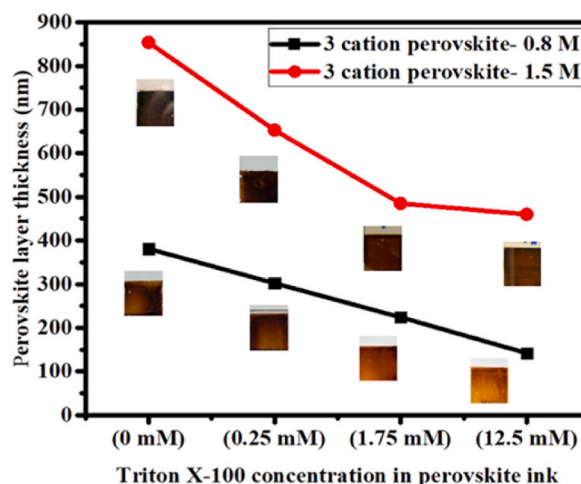 3 cation perovskite- 0.8 M
3 cation perovskite- 1.5 M
Perovskite layer thickness (nm)
900
800
700
600
500
400
300
200
100
0
(0 mM) (0.25 mM) (1.75 mM) (12.5 mM)
Triton X-100 concentration in perovskite ink